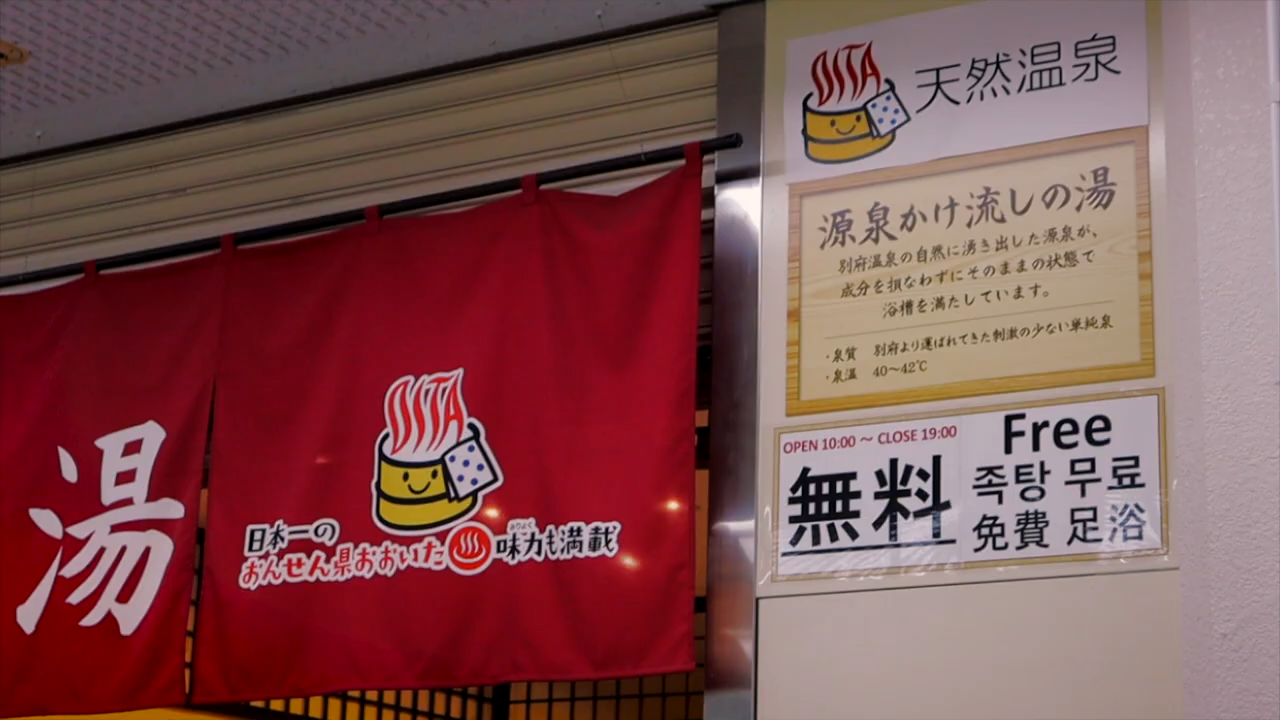 湯
OITA
日本一の
おんせん県おおいた♨味力も満載
みりょく
OITA
天然温泉
源泉かけ流しの湯
別府温泉の自然に湧き出した源泉が、
成分を損なわずにそのままの状態で
浴槽を満たしています。
・泉質 別府より運ばれてきた刺激の少ない単純泉
・泉温 40～42℃
OPEN 10:00 ～ CLOSE 19:00
無料
Free
족탕 무료
免費 足浴